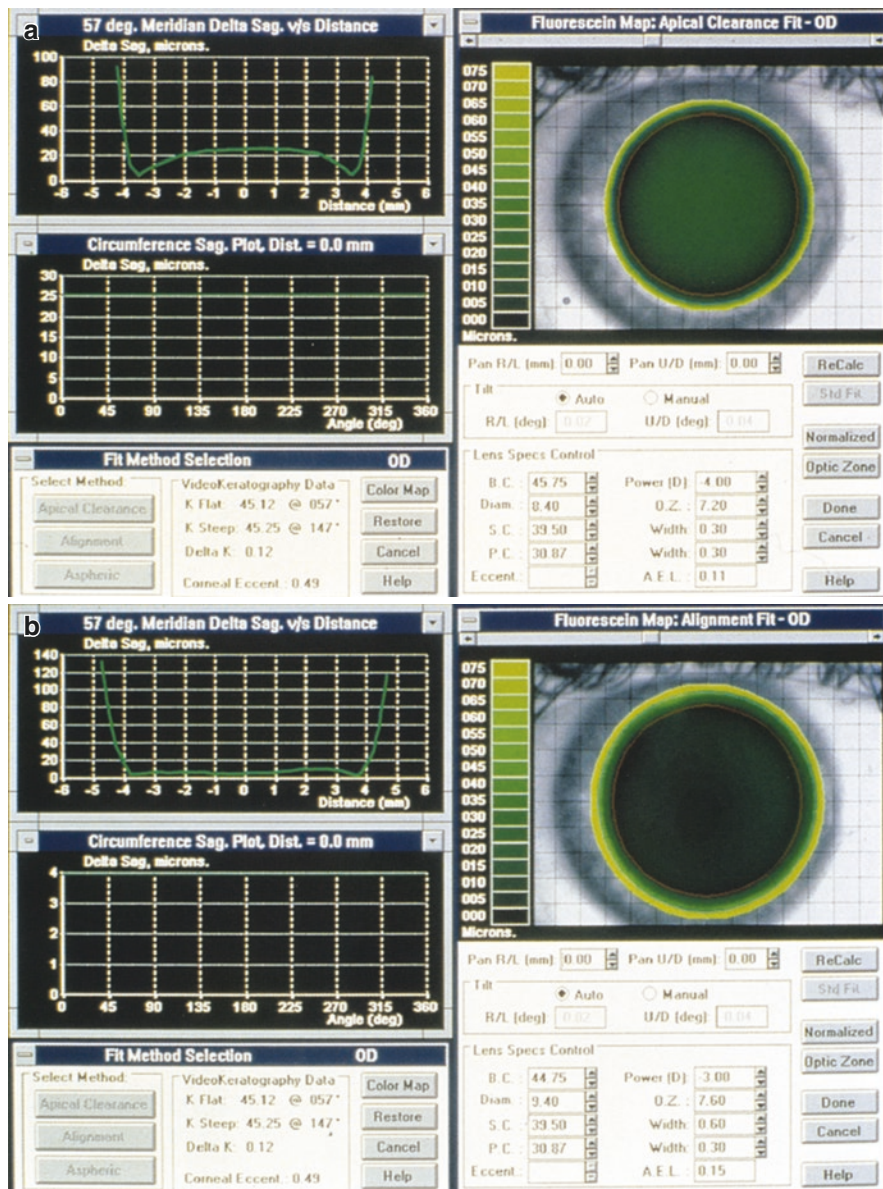 a
57 deg. Meridian Delta Sag. v/s Distance
Delta Sag, microns.
100
80
60
40
20
0
-6 -5 -4 -3 -2 -1 0 1 2 3 4 5 6
Distance (mm)
Circumference Sag. Plot, Dist. = 0.0 mm
Delta Sag, microns.
30
25
20
15
10
5
0
0 45 90 135 180 225 270 315 360
Angle (deg)
Fit Method Selection OD
Select Method:
Apical Clearance
Alignment
Aspheric
VideoKeratography Data
K Flat: 45.12 @ 057°
K Steep: 45.25 @ 147°
Delta K: 0.12
Corneal Eccent.: 0.49
Color Map
Restore
Cancel
Help
Fluorescein Map: Apical Clearance Fit - OD
075
070
065
060
055
050
045
040
035
030
025
020
015
010
005
000
Microns.
Pan R/L (mm): 0.00 Pan U/D (mm): 0.00
Tilt
Auto Manual
R/L (deg) 0.02 U/D (deg) 0.04
Lens Specs Control
B.C. : 45.75 Power (D): -4.00
Diam. : 8.40 O.Z. : 7.20
S.C. : 39.50 Width: 0.30
P.C. : 30.87 Width: 0.30
Eccent.: A.E.L. : 0.11
ReCalc
Std Fit
Normalized
Optic Zone
Done
Cancel
Help
b
57 deg. Meridian Delta Sag. v/s Distance
Delta Sag, microns.
140
120
100
80
60
40
20
0
-6 -5 -4 -3 -2 -1 0 1 2 3 4 5 6
Distance (mm)
Circumference Sag. Plot, Dist. = 0.0 mm
Delta Sag, microns.
4
3
2
1
0
0 45 90 135 180 225 270 315 360
Angle (deg)
Fit Method Selection OD
Select Method:
Apical Clearance
Alignment
Aspheric
VideoKeratography Data
K Flat: 45.12 @ 057°
K Steep: 45.25 @ 147°
Delta K: 0.12
Corneal Eccent.: 0.49
Color Map
Restore
Cancel
Help
Fluorescein Map: Alignment Fit - OD
075
070
065
060
055
050
045
040
035
030
025
020
015
010
005
000
Microns.
Pan R/L (mm): 0.00 Pan U/D (mm): 0.00
Tilt
Auto Manual
R/L (deg) 0.02 U/D (deg) 0.04
Lens Specs Control
B.C. : 44.75 Power (D): -3.00
Diam. : 9.40 O.Z. : 7.60
S.C. : 39.50 Width: 0.60
P.C. : 30.87 Width: 0.30
Eccent.: A.E.L. : 0.15
ReCalc
Std Fit
Normalized
Optic Zone
Done
Cancel
Help